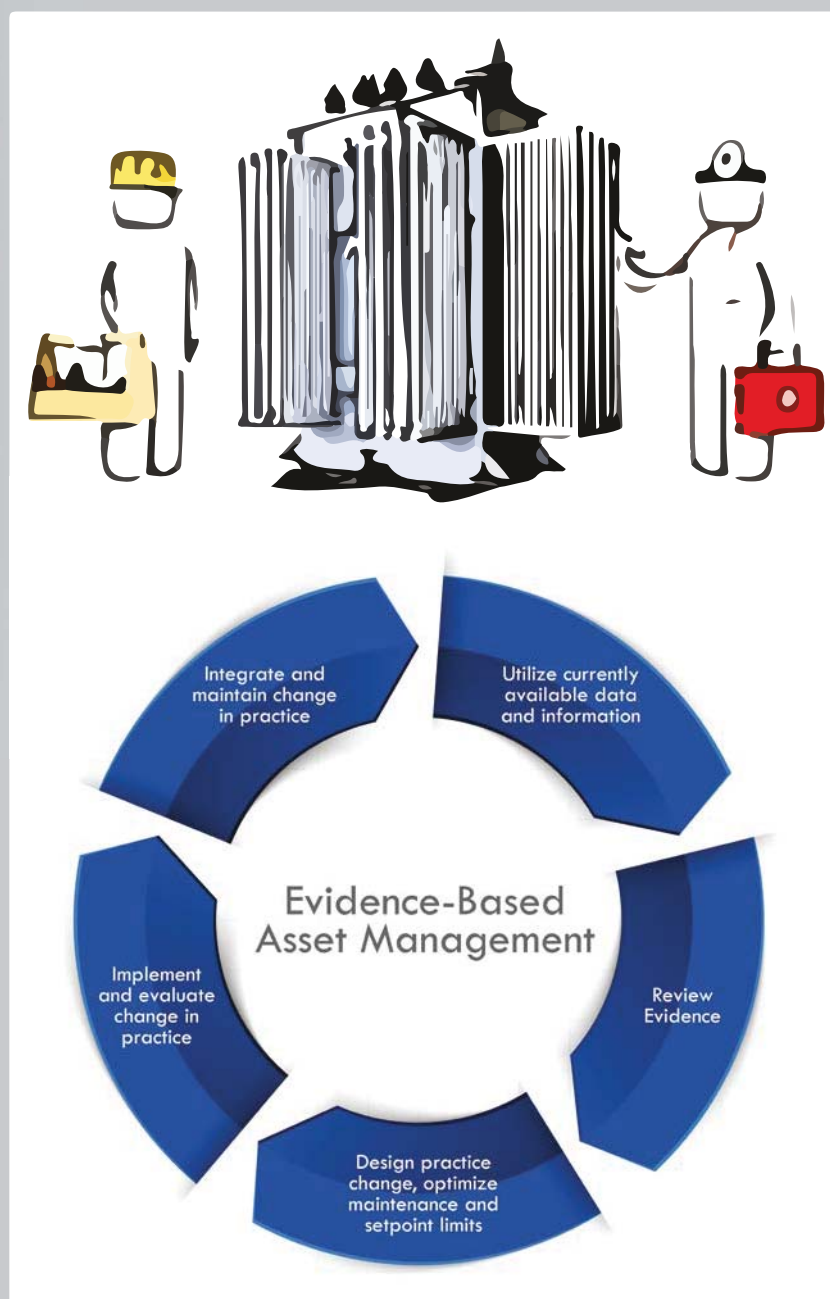 Integrate and
maintain change
in practice
Utilize currently
available data
and information
Evidence-Based
Asset Management
Implement
and evaluate
change in
practice
Review
Evidence
Design practice
change, optimize
maintenance and
setpoint limits